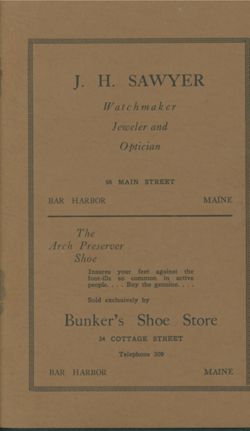 J. H. SAWYER
Watchmaker
Jeweler and
Optician
MAIN STREET
BAR HARBOR MAINE
The
Arch Preserver
Shoe
Insures your feet against the
foot-ills so common in active
people. . . . Buy the genuine. . . .
Sold exclusively by
Bunker's Shoe Store
34 COTTAGE STREET
Telephone 309
BAR HARBOR MAINE